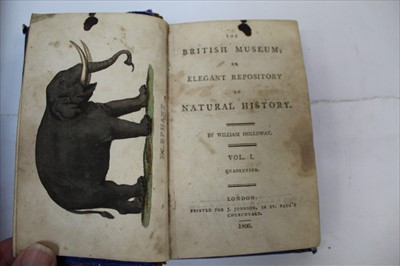 THE
BRITISH MUSEUM;
OR
ELEGANT REPOSITORY
OF
NATURAL HISTORY.
BY WILLIAM HOLLOWAY.
VOL. I.
QUADRUPEDS.
LONDON:
PRINTED FOR J. JOHNSON, IN ST. PAUL'S
CHURCHYARD.
ELEPHANT